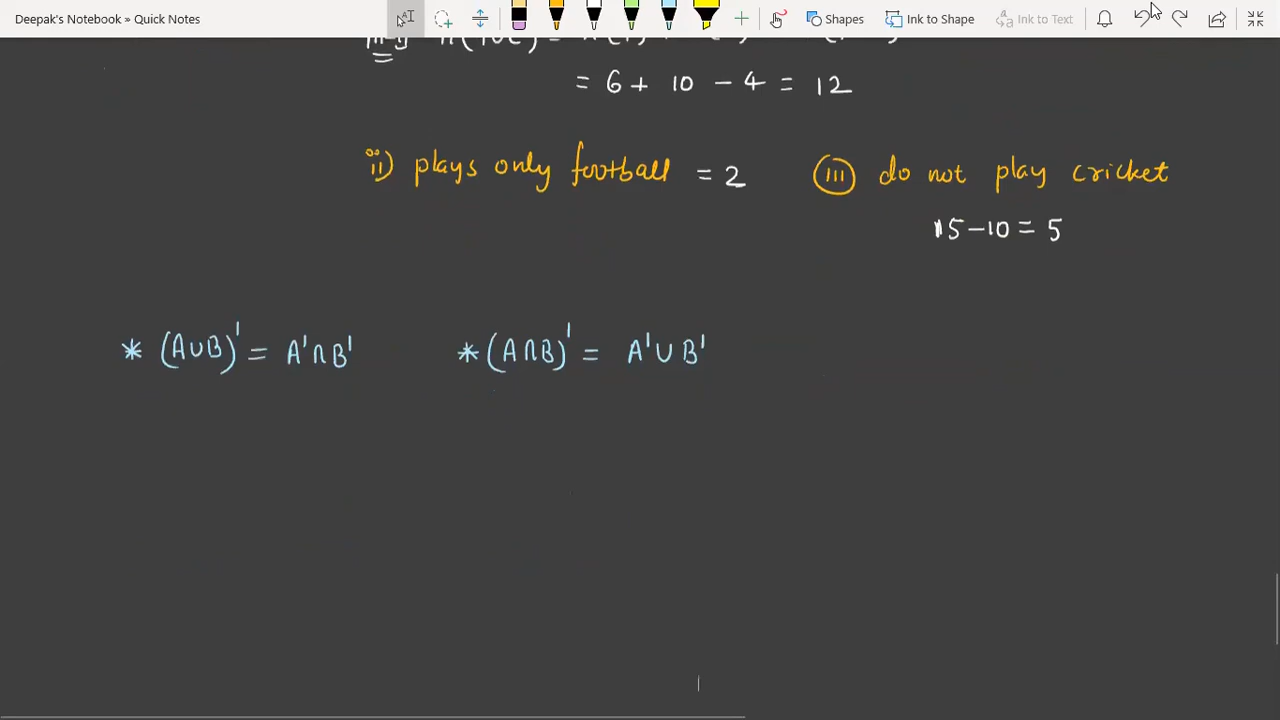 Deepak's Notebook » Quick Notes
Shapes Ink to Shape Ink to Text
= 6 + 10 - 4 = 12
ii) plays only football = 2
(iii) do not play cricket
15-10 = 5
* (A∪B)' = A'∩B'
* (A∩B)' = A'∪B'